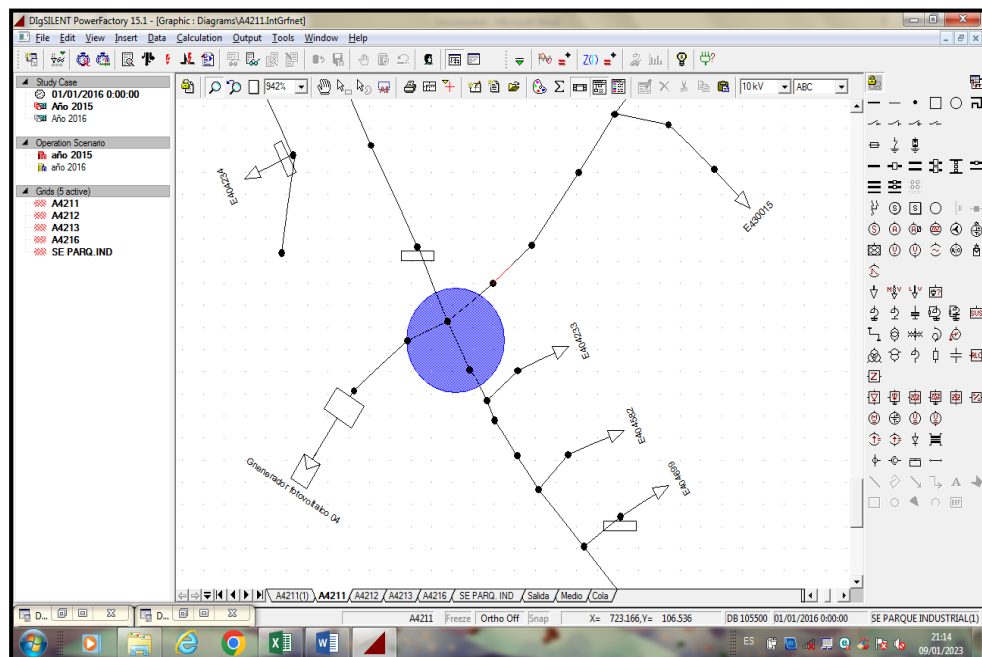 DIgSILENT PowerFactory 15.1 - [Graphic : Diagrams\A4211.IntGrfnet]
File Edit View Insert Data Calculation Output Tools Window Help
942% 10 kV ABC
Study Case
01/01/2016 0:00:00
Año 2015
Año 2016
Operation Scenario
año 2015
año 2016
Grids (5 active)
A4211
A4212
A4213
A4216
SE PARQ.IND
E404234
E430015
E404233
E404582
E404699
Gnenerador fotovoltaico 04
A4211(1) A4211 A4212 A4213 A4216 SE PARQ. IND Salida Medio Cola
D... D...
A4211 Freeze Ortho Off Snap X= 723.166,Y= 106.536 DB 105500 01/01/2016 0:00:00 SE PARQUE INDUSTRIAL(1)
ES
21:14
09/01/2023